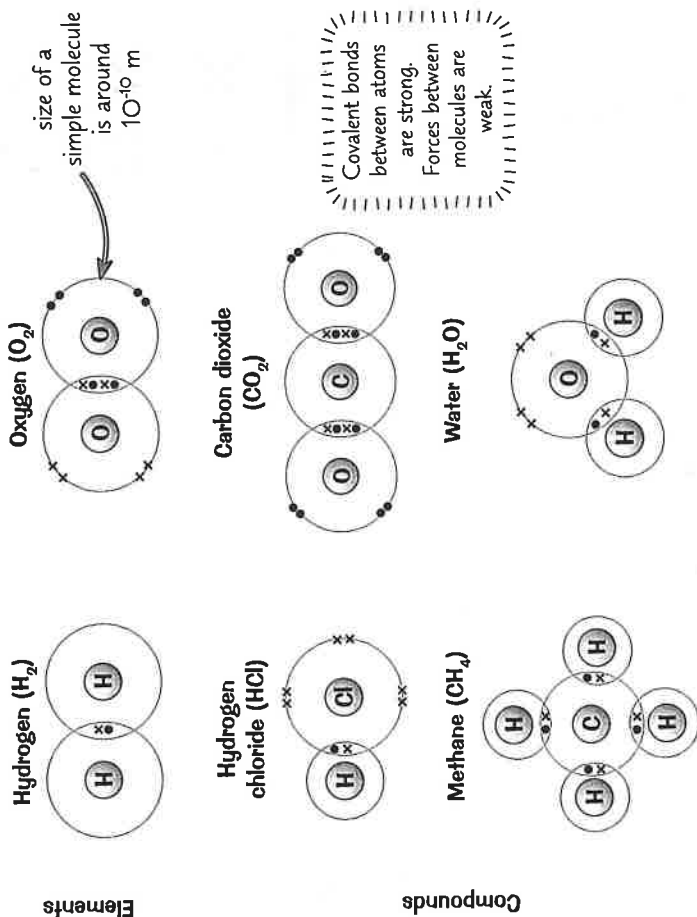 Elements
Hydrogen (H₂)
H H
Oxygen (O₂)
O O
size of a
simple molecule
is around
10⁻¹⁰ m
Compounds
Hydrogen
chloride (HCl)
H Cl
Carbon dioxide
(CO₂)
O C O
Covalent bonds
between atoms
are strong.
Forces between
molecules are
weak.
Methane (CH₄)
H
H C H
H
Water (H₂O)
O
H H